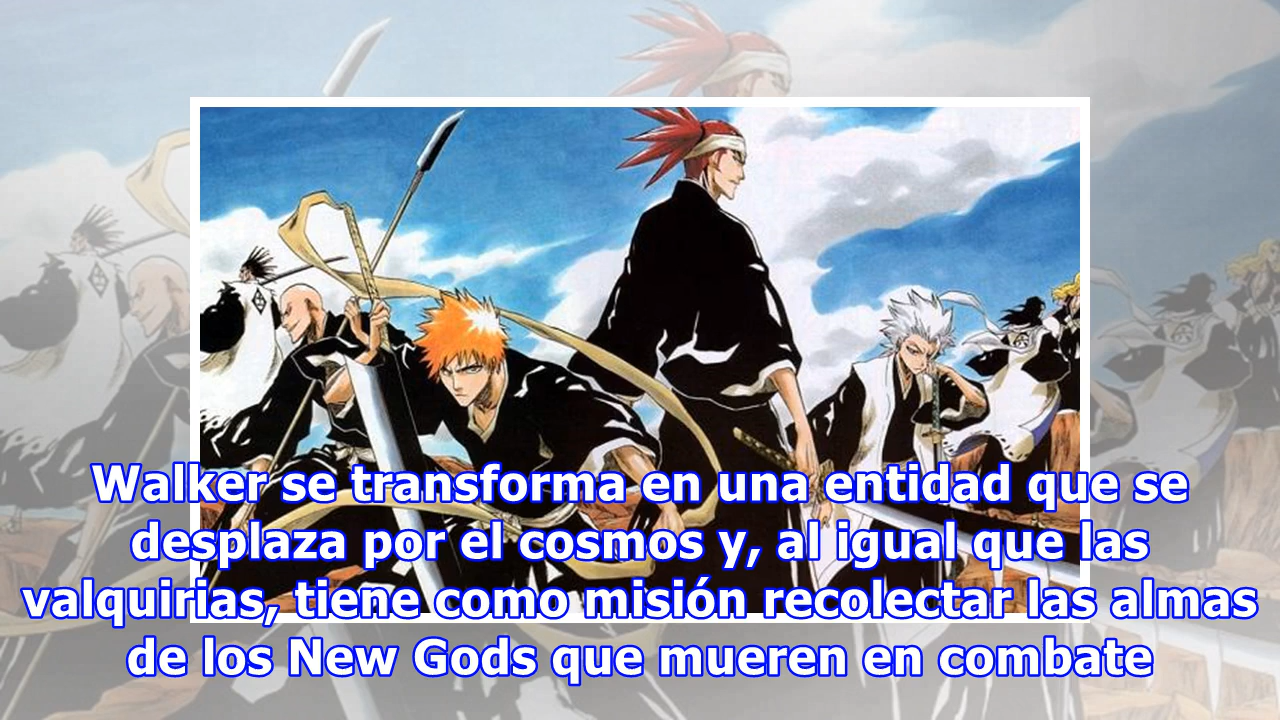 Walker se transforma en una entidad que se
desplaza por el cosmos y, al igual que las
valquirias, tiene como misión recolectar las almas
de los New Gods que mueren en combate